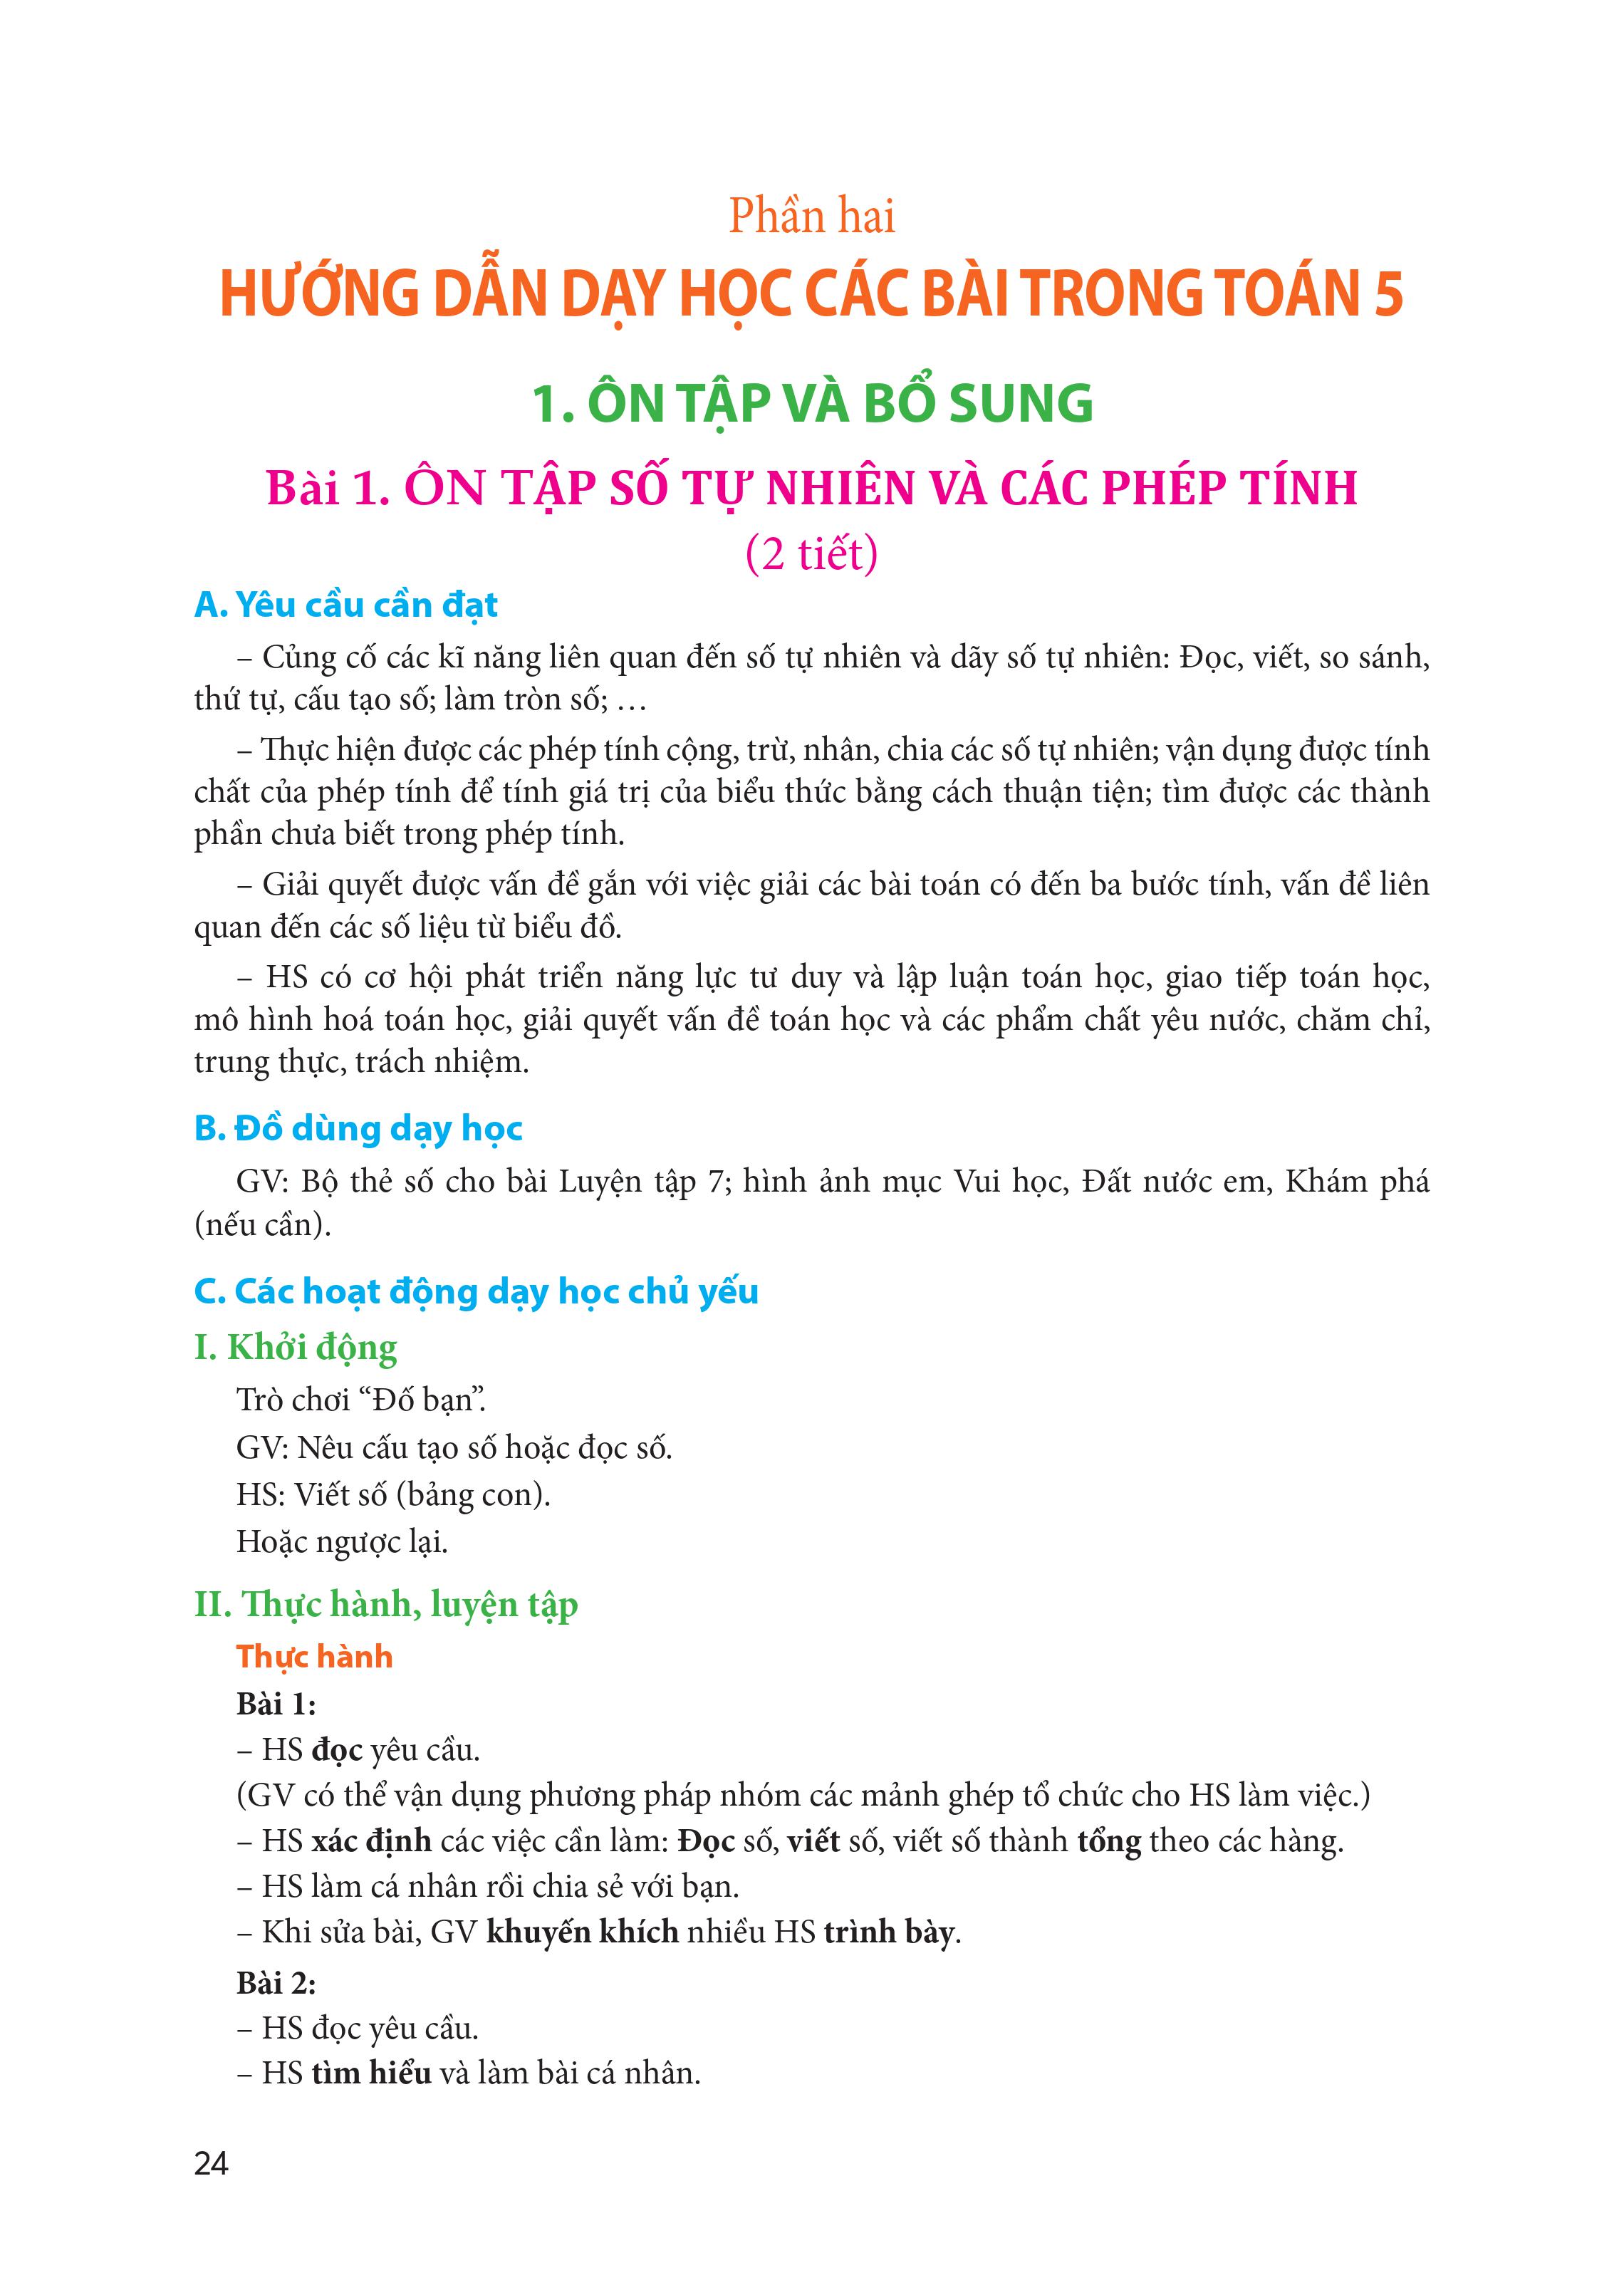 Phần hai
HƯỚNG DẪN DẠY HỌC CÁC BÀI TRONG TOÁN 5
1. ÔN TẬP VÀ BỔ SUNG
Bài 1. ÔN TẬP SỐ TỰ NHIÊN VÀ CÁC PHÉP TÍNH
(2 tiết)
A. Yêu cầu cần đạt
– Củng cố các kĩ năng liên quan đến số tự nhiên và dãy số tự nhiên: Đọc, viết, so sánh,
thứ tự, cấu tạo số; làm tròn số; …
– Thực hiện được các phép tính cộng, trừ, nhân, chia các số tự nhiên; vận dụng được tính
chất của phép tính để tính giá trị của biểu thức bằng cách thuận tiện; tìm được các thành
phần chưa biết trong phép tính.
– Giải quyết được vấn đề gắn với việc giải các bài toán có đến ba bước tính, vấn đề liên
quan đến các số liệu từ biểu đồ.
– HS có cơ hội phát triển năng lực tư duy và lập luận toán học, giao tiếp toán học,
mô hình hoá toán học, giải quyết vấn đề toán học và các phẩm chất yêu nước, chăm chỉ,
trung thực, trách nhiệm.
B. Đồ dùng dạy học
GV: Bộ thẻ số cho bài Luyện tập 7; hình ảnh mục Vui học, Đất nước em, Khám phá
(nếu cần).
C. Các hoạt động dạy học chủ yếu
I. Khởi động
Trò chơi “Đố bạn”.
GV: Nêu cấu tạo số hoặc đọc số.
HS: Viết số (bảng con).
Hoặc ngược lại.
II. Thực hành, luyện tập
Thực hành
Bài 1:
– HS đọc yêu cầu.
(GV có thể vận dụng phương pháp nhóm các mảnh ghép tổ chức cho HS làm việc.)
– HS xác định các việc cần làm: Đọc số, viết số, viết số thành tổng theo các hàng.
– HS làm cá nhân rồi chia sẻ với bạn.
– Khi sửa bài, GV khuyến khích nhiều HS trình bày.
Bài 2:
– HS đọc yêu cầu.
– HS tìm hiểu và làm bài cá nhân.
24